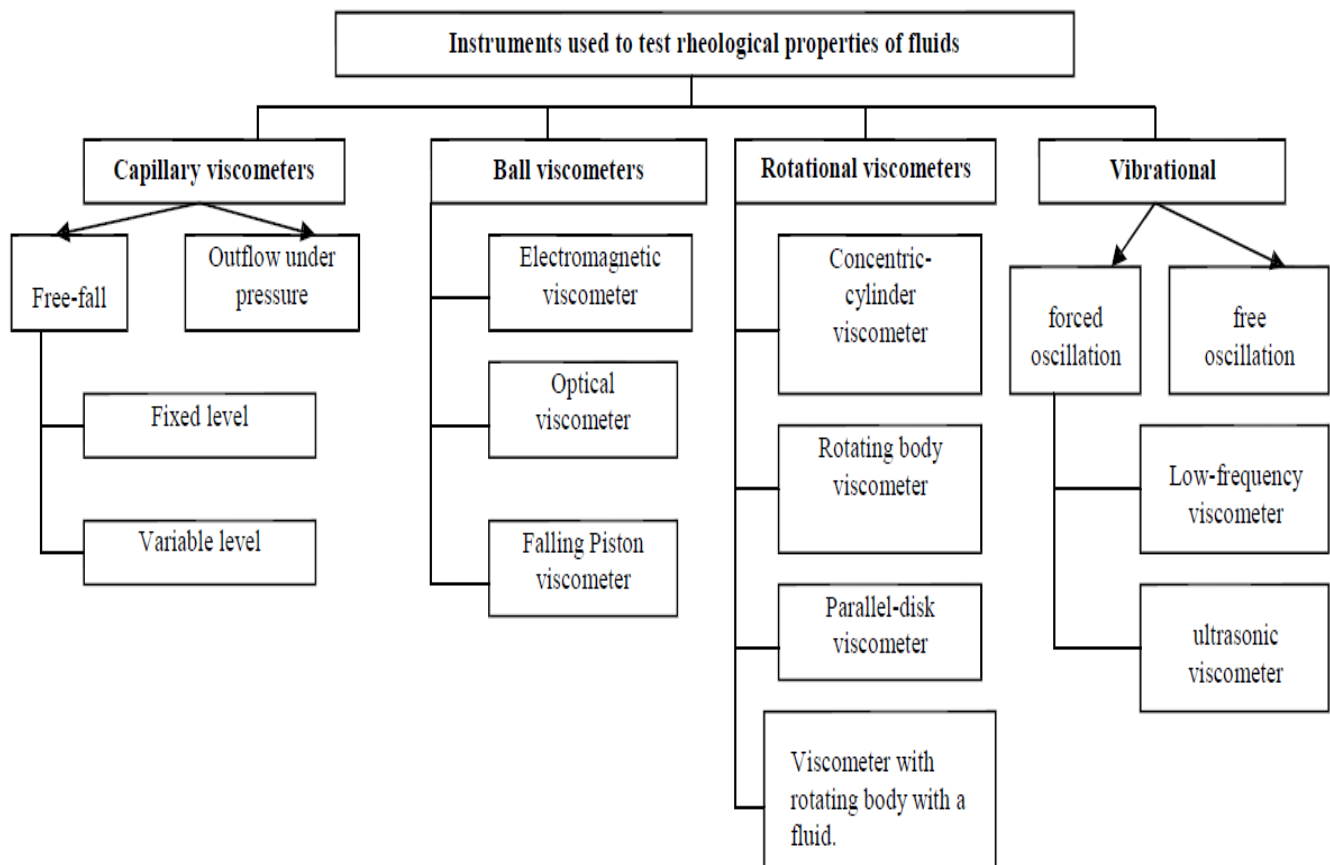 Instruments used to test rheological properties of fluids
Capillary viscometers
Ball viscometers
Rotational viscometers
Vibrational
Free-fall
Outflow under
pressure
Fixed level
Variable level
Electromagnetic
viscometer
Optical
viscometer
Falling Piston
viscometer
Concentric-
cylinder
viscometer
Rotating body
viscometer
Parallel-disk
viscometer
Viscometer with
rotating body with a
fluid.
forced
oscillation
free
oscillation
Low-frequency
viscometer
ultrasonic
viscometer